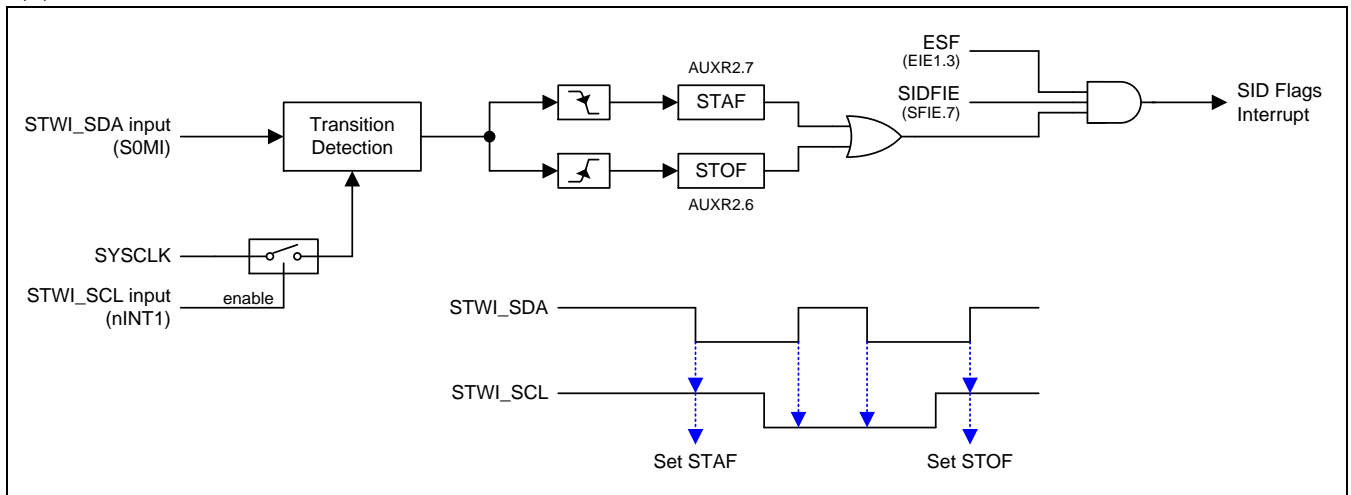 ESF
(EIE1.3)
AUXR2.7
SIDFIE
(SFIE.7)
SID Flags
Interrupt
STWI_SDA input
(S0MI)
Transition
Detection
STAF
STOF
AUXR2.6
SYSCLK
STWI_SCL input
(nINT1)
enable
STWI_SDA
STWI_SCL
Set STAF
Set STOF